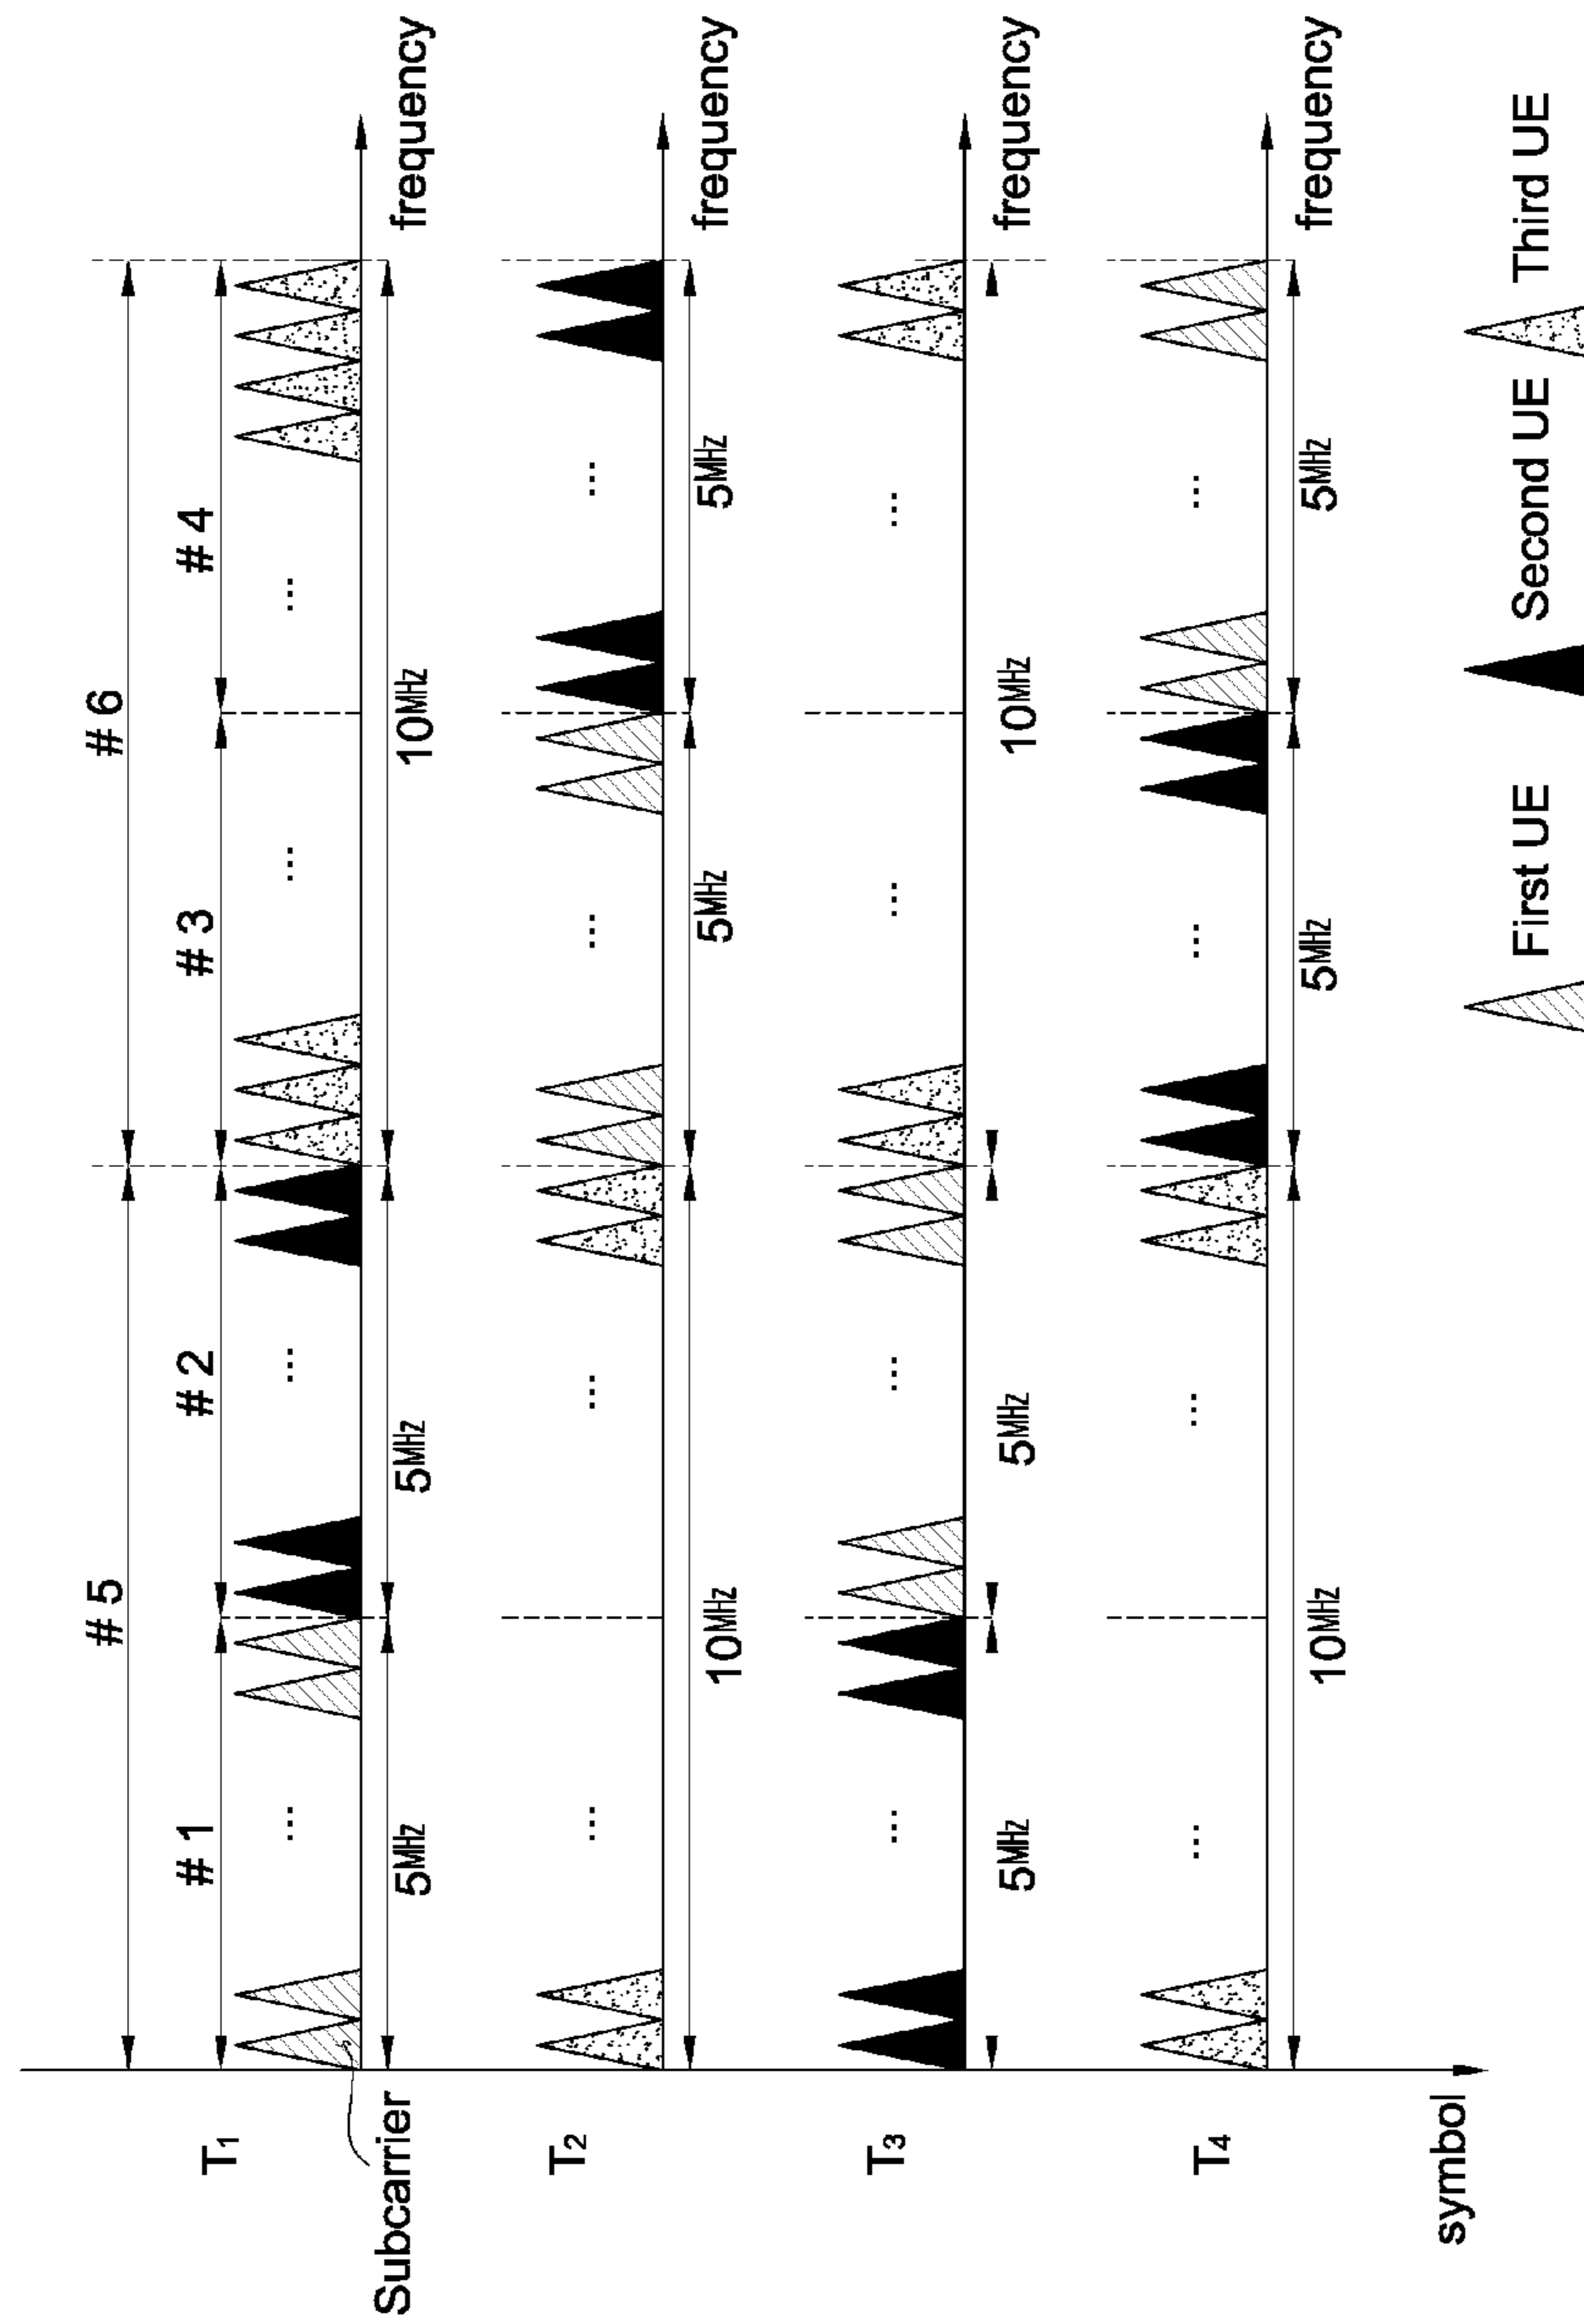 # 5 # 6
# 1 # 2 # 3 # 4
T1 ... ... ... ...
Subcarrier
5MHz 5MHz 10MHz frequency
T2 ... ... ... ...
10MHz 5MHz 5MHz frequency
T3 ... ... ... ...
5MHz 5MHz 10MHz frequency
T4 ... ... ... ...
10MHz 5MHz 5MHz frequency
symbol
First UE Second UE Third UE